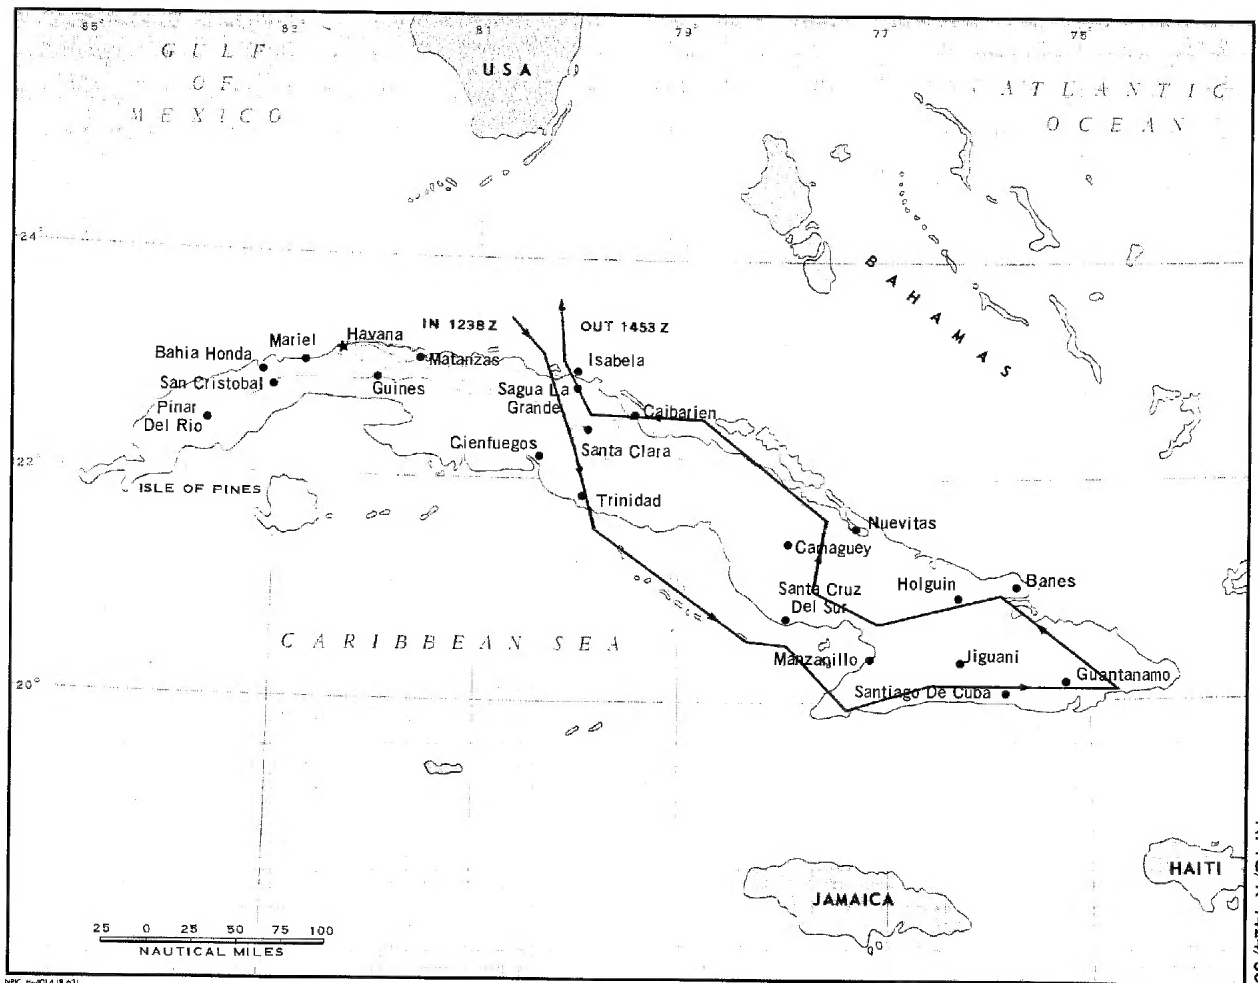 85°
83°
81°
79°
77°
75°
GULF
OF
MEXICO
USA
ATLANTIC
OCEAN
24°
BAHAMAS
IN 1238Z
OUT 1453Z
Havana
Mariel
Bahia Honda
Matanzas
Isabela
San Cristobal
Guines
Sagua La
Grande
Pinar
Del Rio
Caibarien
Cienfuegos
Santa Clara
22°
ISLE OF PINES
Trinidad
Nuevitas
Camaguey
Santa Cruz
Del Sur
Holguin
Banes
CARIBBEAN SEA
Manzanillo
Jiguani
Guantanamo
20°
Santiago De Cuba
HAITI
JAMAICA
25 0 25 50 75 100
NAUTICAL MILES